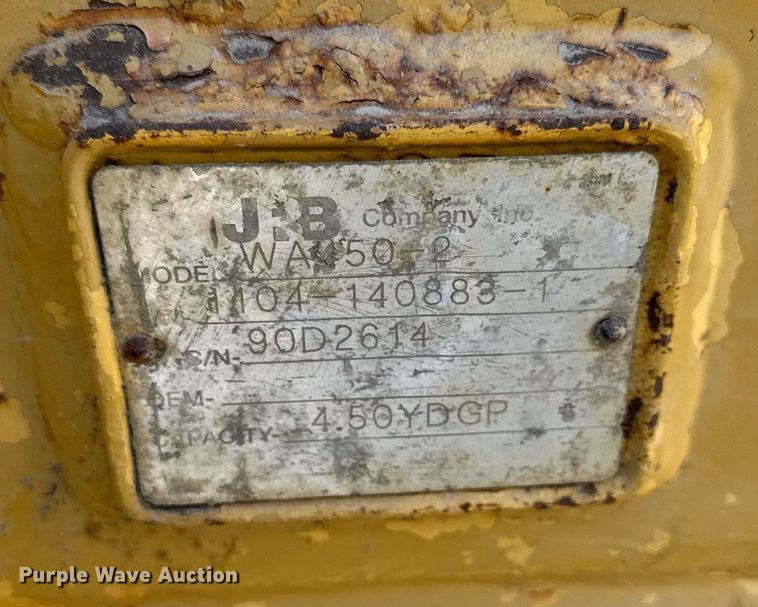 JRB Company Inc.
MODEL- WA450-2
1104-140883-1
S/N. 90D2614
OEM-
CAPACITY- 4.50YDGP
Purple Wave Auction